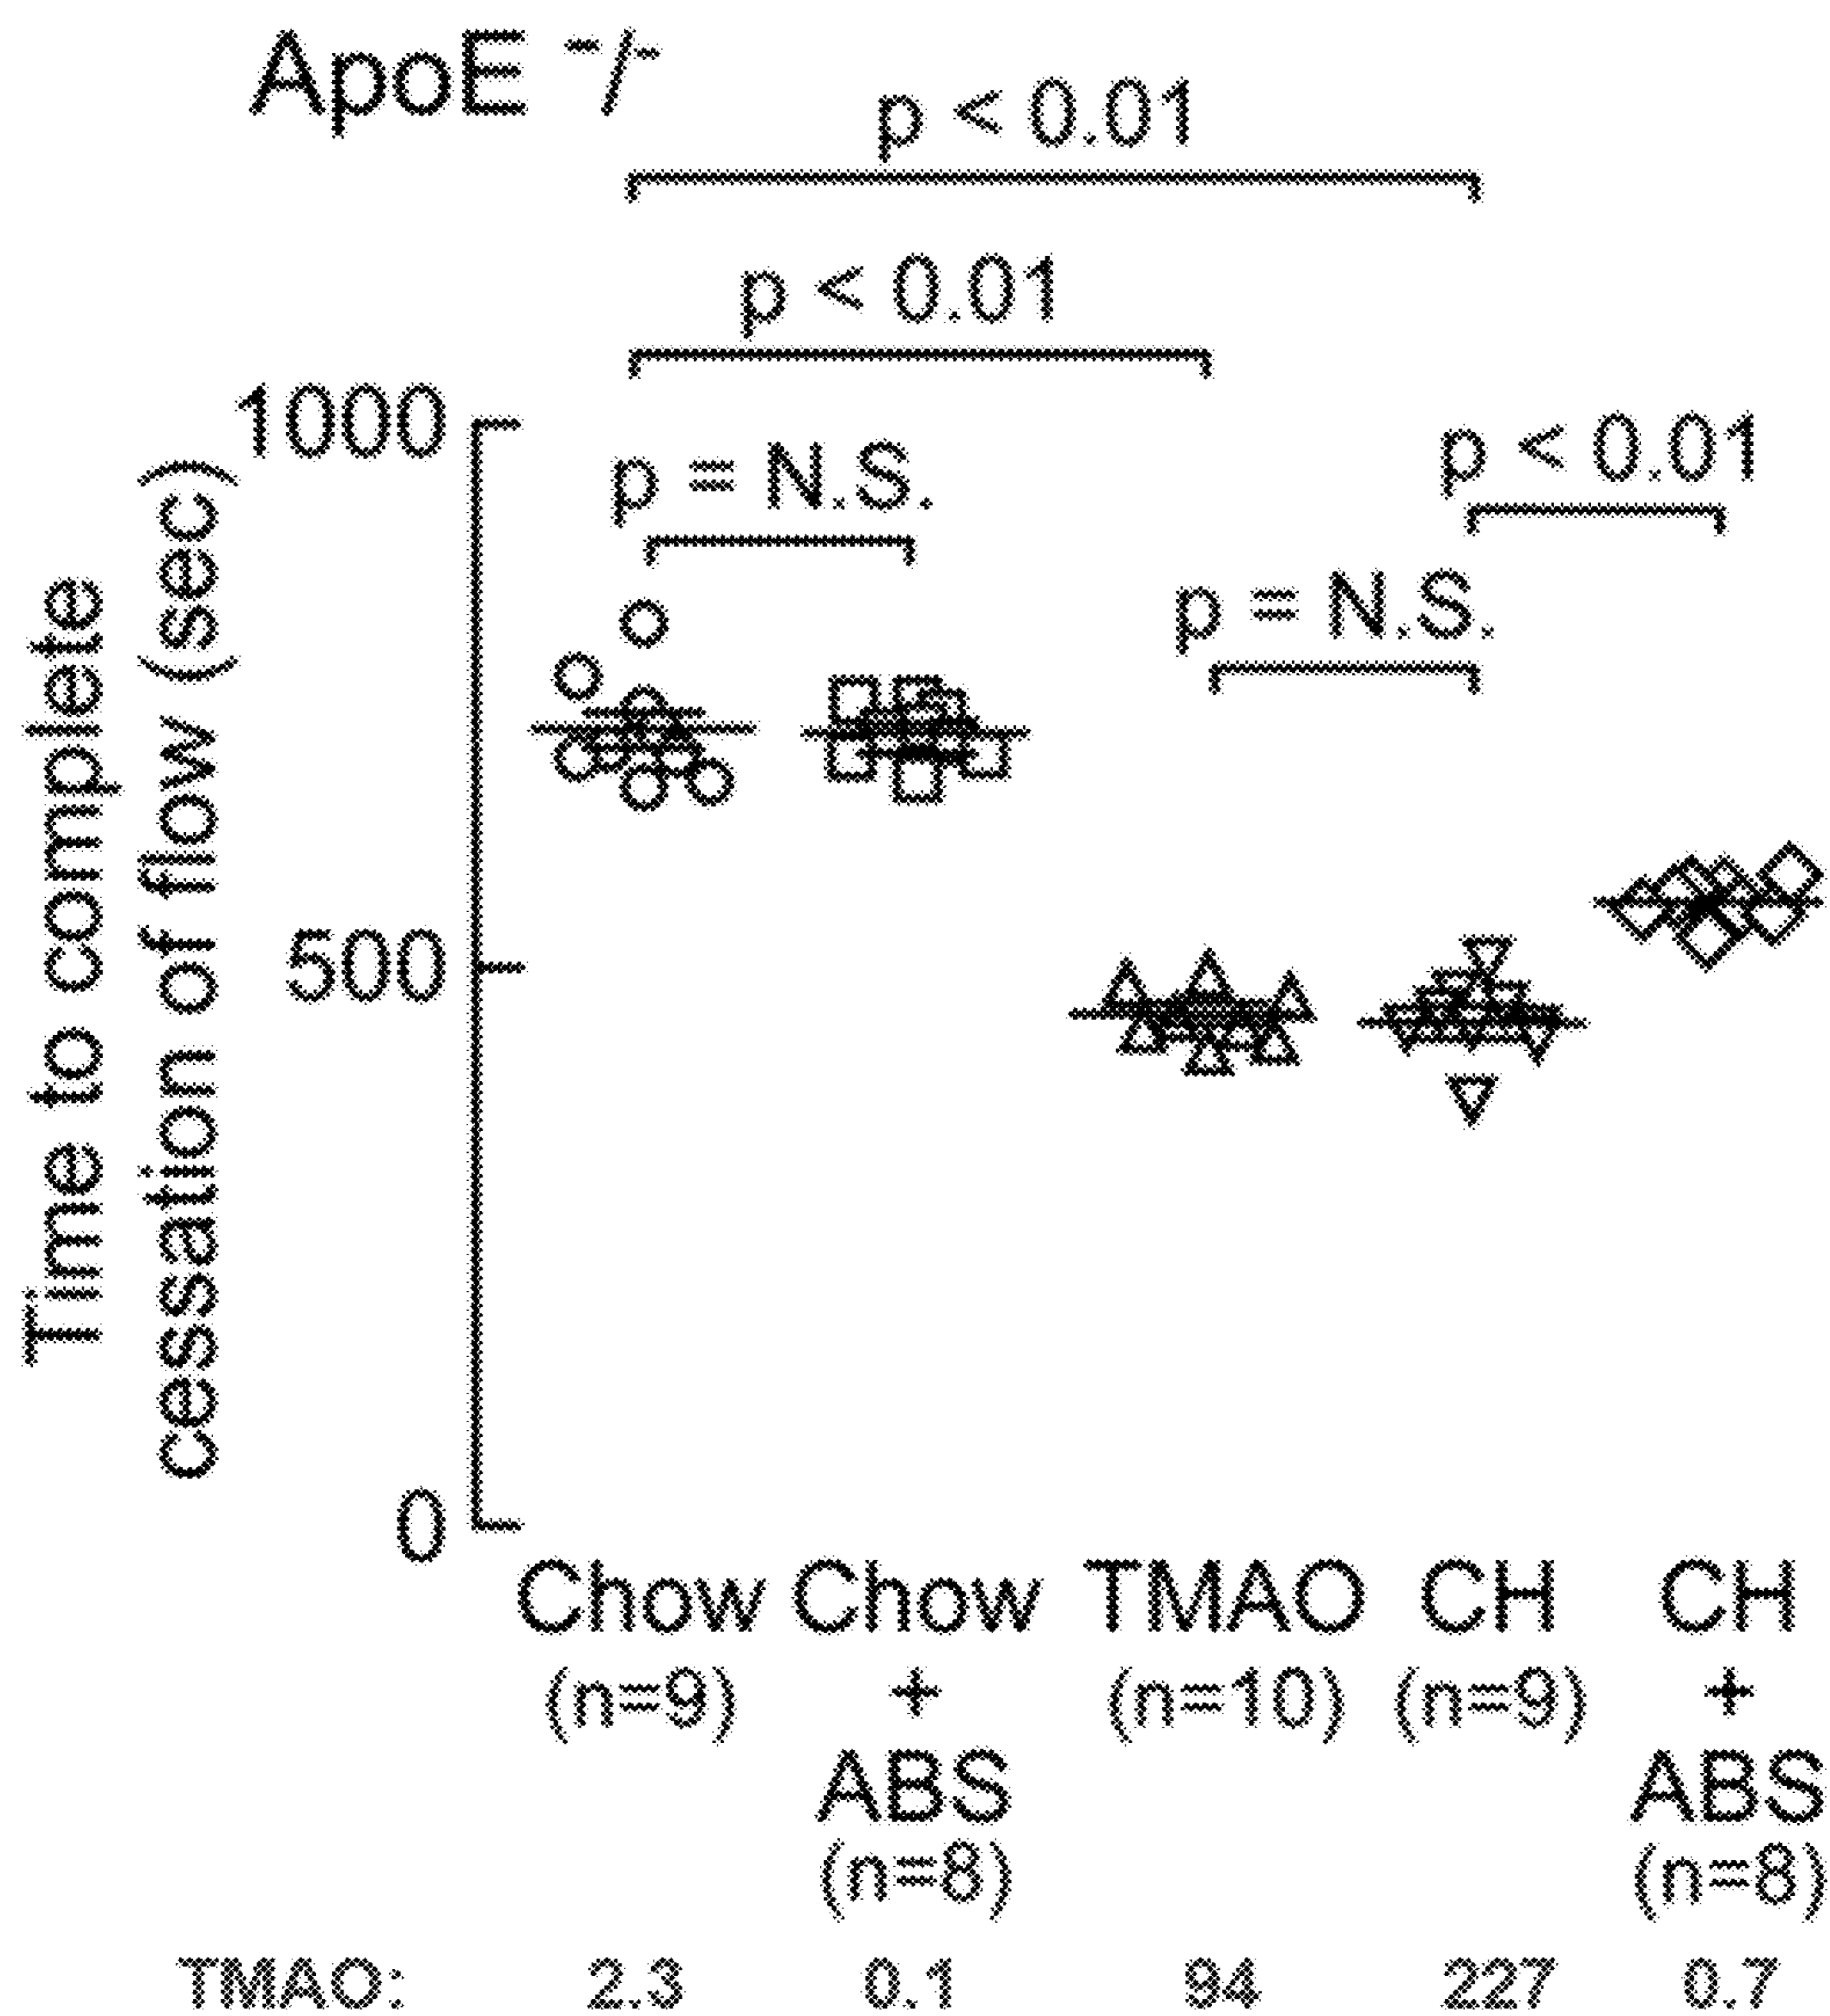 ApoE -/-
p < 0.01
p < 0.01
1000
p = N.S.
p < 0.01
p = N.S.
500
0
Time to complete
cessation of flow (sec)
Chow Chow TMAO CH CH
(n=9) + (n=10) (n=9) +
ABS ABS
(n=8) (n=8)
TMAO: 2.3 0.1 94 227 0.7